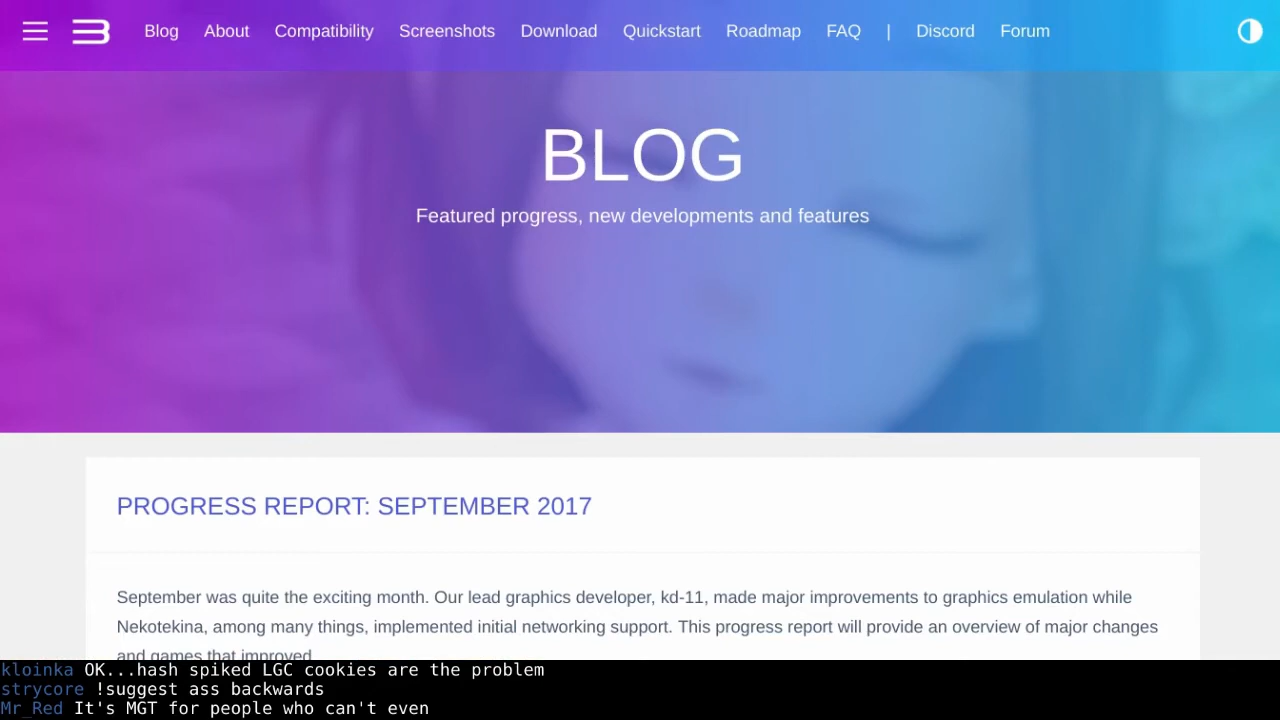 Blog About Compatibility Screenshots Download Quickstart Roadmap FAQ | Discord Forum
BLOG
Featured progress, new developments and features
PROGRESS REPORT: SEPTEMBER 2017
September was quite the exciting month. Our lead graphics developer, kd-11, made major improvements to graphics emulation while
Nekotekina, among many things, implemented initial networking support. This progress report will provide an overview of major changes
and games that improved.
kloinka OK...hash spiked LGC cookies are the problem
strycore !suggest ass backwards
Mr_Red It's MGT for people who can't even